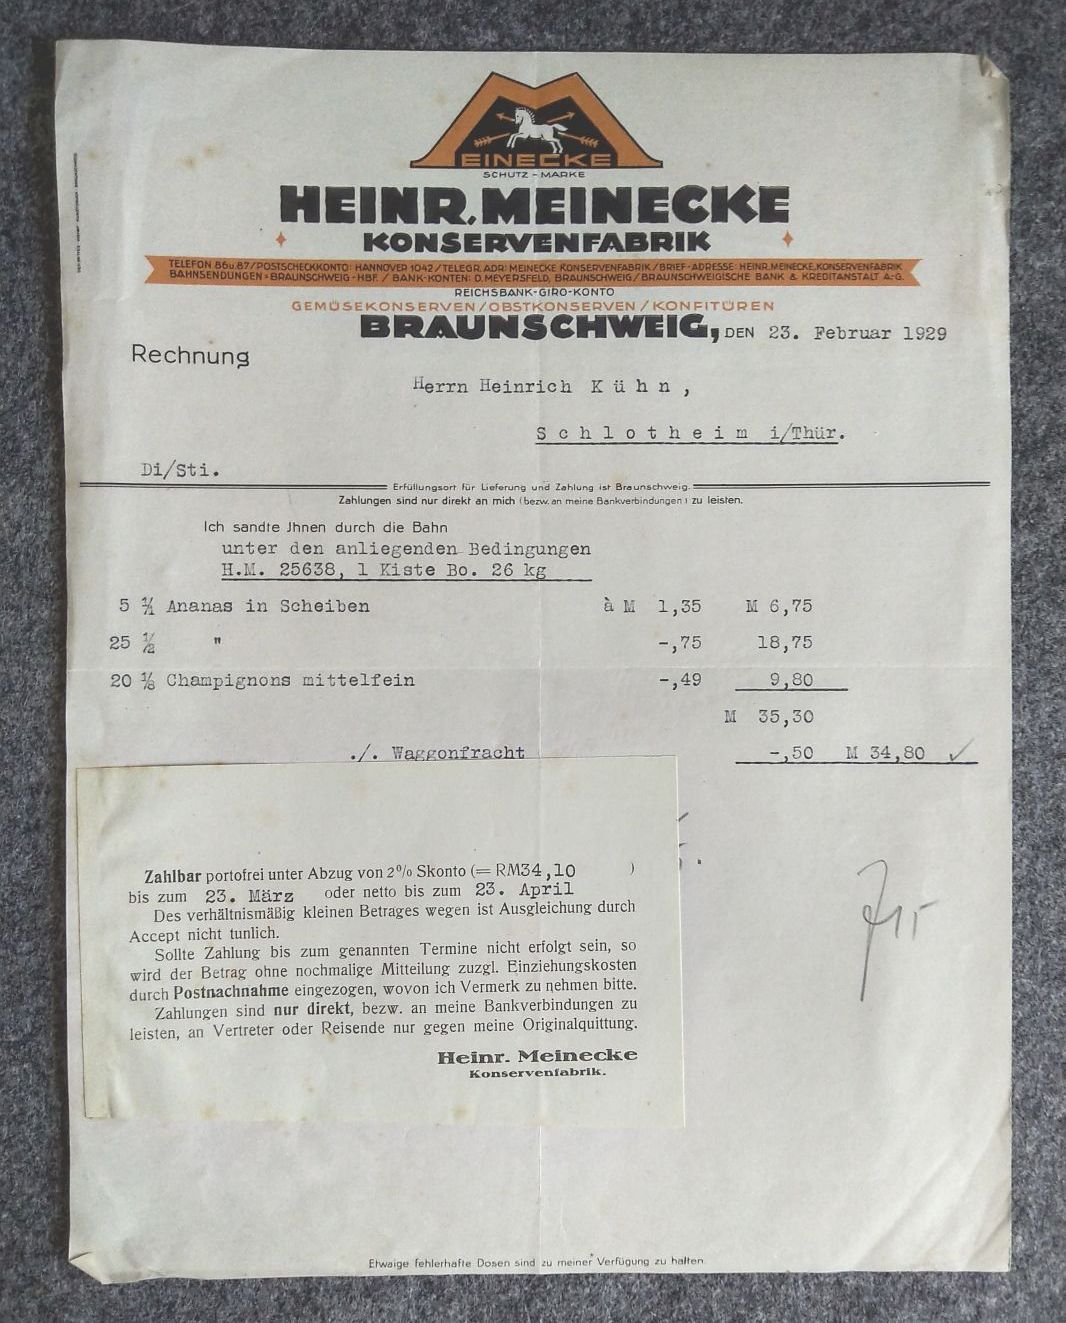 MEINECKE
SCHUTZ-MARKE
HEINR. MEINECKE
KONSERVENFABRIK
TELEFON 86u.87/POSTSCHECKKONTO: HANNOVER 1042/TELEGR. ADR: MEINECKE KONSERVENFABRIK/BRIEF-ADRESSE: HEINR.MEINECKE,KONSERVENFABRIK
BAHNSENDUNGEN-BRAUNSCHWEIG-HBF./BANK-KONTEN: D.MEYERSFELD, BRAUNSCHWEIG/BRAUNSCHWEIGISCHE BANK & KREDITANSTALT A-G.
REICHSBANK-GIRO-KONTO
GEMÜSEKONSERVEN/OBSTKONSERVEN/KONFITÜREN
BRAUNSCHWEIG, DEN 23. Februar 1929
Rechnung
Herrn Heinrich K ü h n ,
S c h l o t h e i m i/Thür.
Di/Sti.
Erfüllungsort für Lieferung und Zahlung ist Braunschweig.
Zahlungen sind nur direkt an mich (bezw. an meine Bankverbindungen) zu leisten.
Ich sandte Jhnen durch die Bahn
unter den anliegenden Bedingungen
H.M. 25638, 1 Kiste Bo. 26 kg
5 1/1 Ananas in Scheiben à M 1,35 M 6,75
25 1/2 " -,75 18,75
20 1/8 Champignons mittelfein -,49 9,80
M 35,30
./. Waggonfracht -,50 M 34,80
Zahlbar portofrei unter Abzug von 2% Skonto (= RM34,10 )
bis zum 23. März oder netto bis zum 23. April
Des verhältnismäßig kleinen Betrages wegen ist Ausgleichung durch
Accept nicht tunlich.
Sollte Zahlung bis zum genannten Termine nicht erfolgt sein, so
wird der Betrag ohne nochmalige Mitteilung zuzgl. Einziehungskosten
durch Postnachnahme eingezogen, wovon ich Vermerk zu nehmen bitte.
Zahlungen sind nur direkt, bezw. an meine Bankverbindungen zu
leisten, an Vertreter oder Reisende nur gegen meine Originalquittung.
Heinr. Meinecke
Konservenfabrik.
Etwaige fehlerhafte Dosen sind zu meiner Verfügung zu halten.